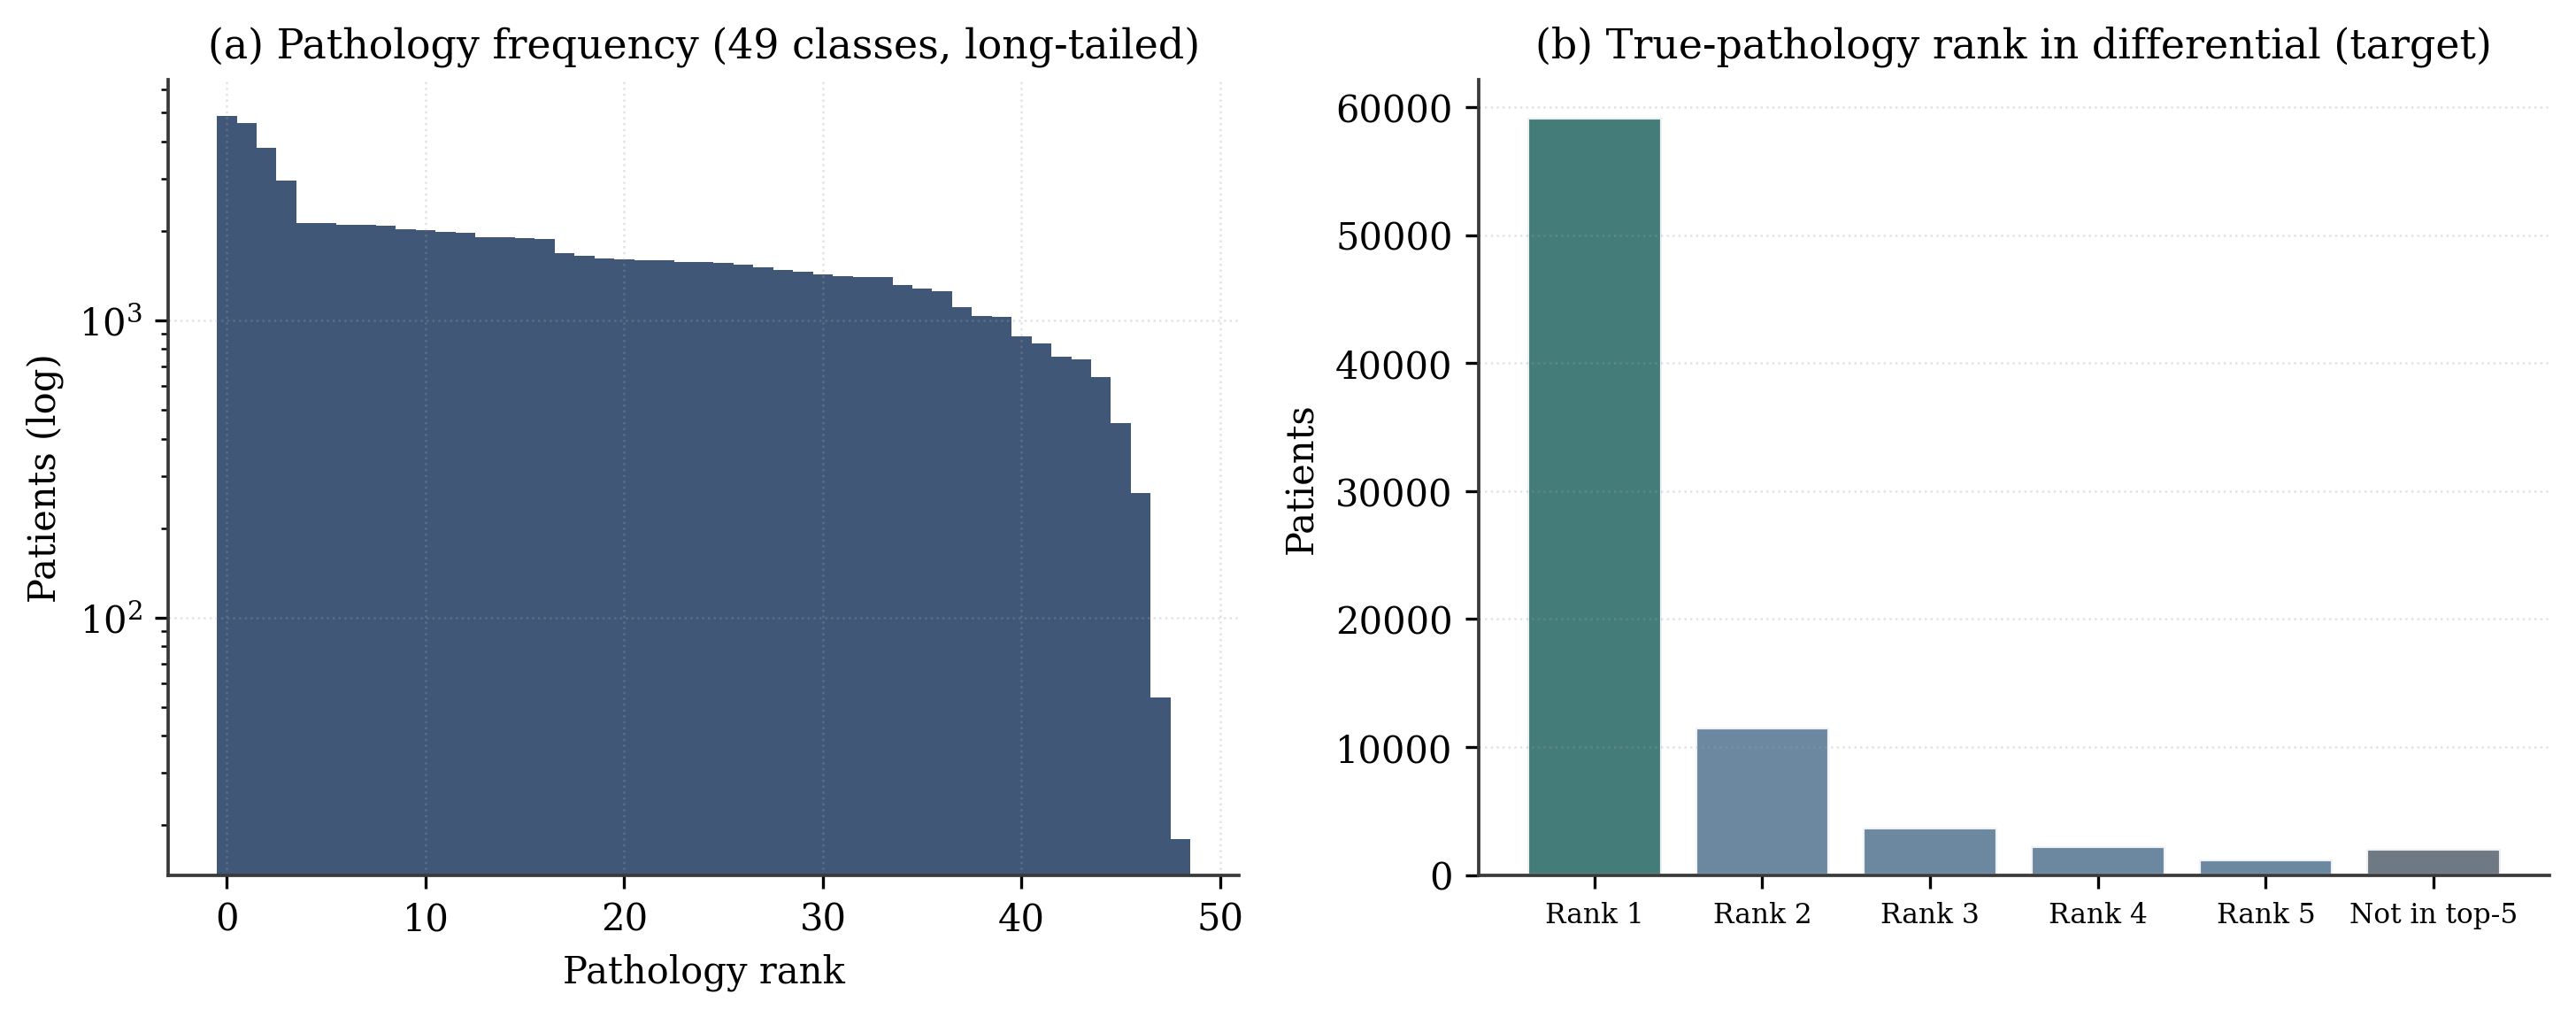 (a) Pathology frequency (49 classes, long-tailed)
Patients (log)
10³
10²
0 10 20 30 40 50
Pathology rank
(b) True-pathology rank in differential (target)
Patients
60000
50000
40000
30000
20000
10000
0
Rank 1 Rank 2 Rank 3 Rank 4 Rank 5 Not in top-5